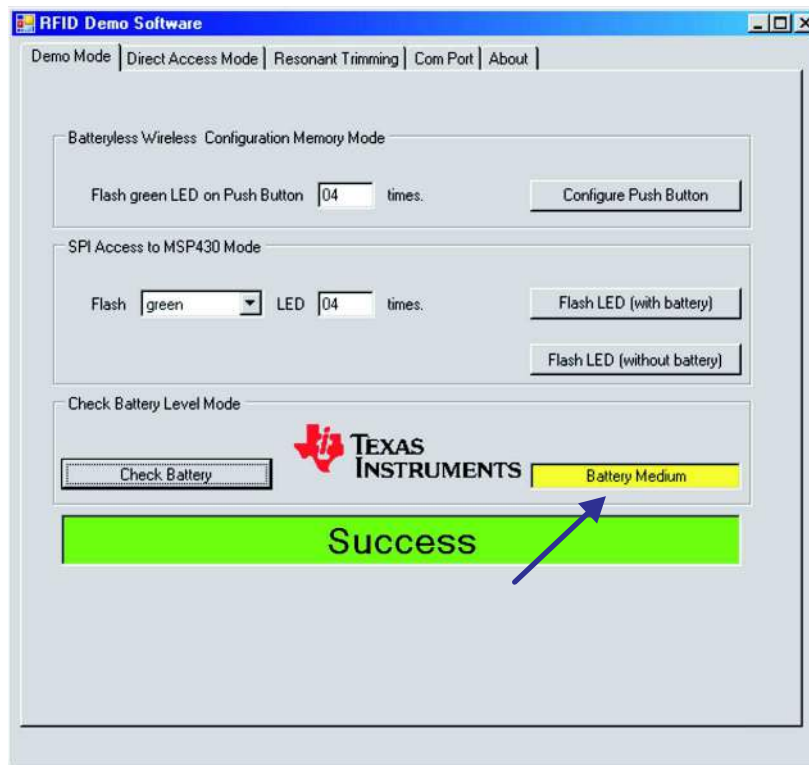 RFID Demo Software
Demo Mode Direct Access Mode Resonant Trimming Com Port About
Batteryless Wireless Configuration Memory Mode
Flash green LED on Push Button 04 times. Configure Push Button
SPI Access to MSP430 Mode
Flash green LED 04 times. Flash LED (with battery)
Flash LED (without battery)
Check Battery Level Mode
TEXAS
INSTRUMENTS
Check Battery Battery Medium
Success